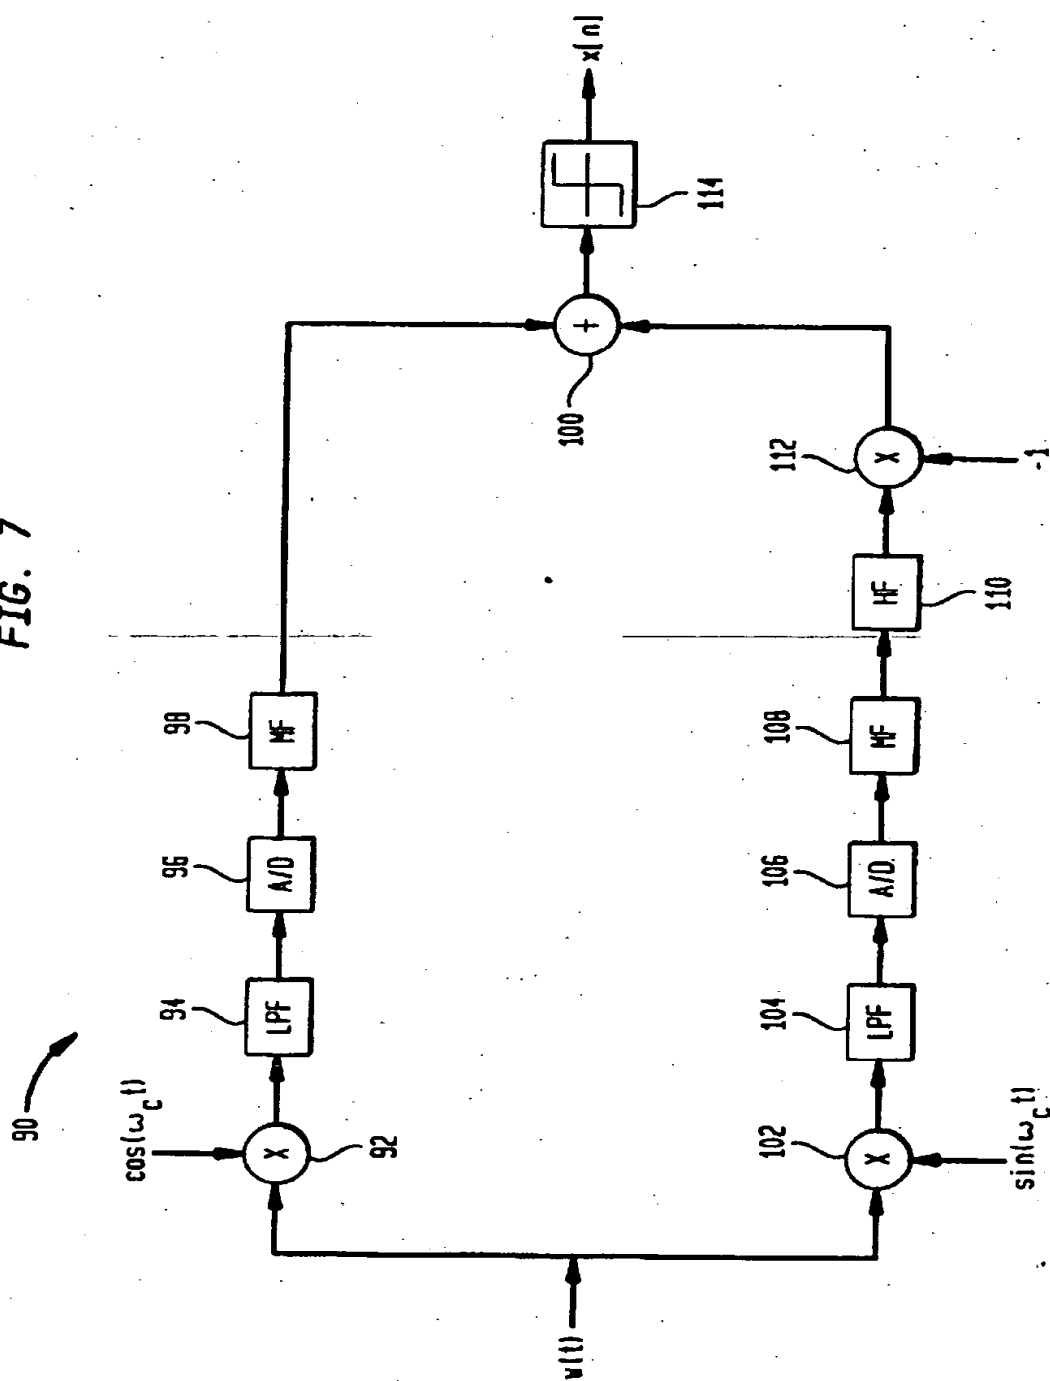 FIG. 7
90
cos(ω_c t)
X
92
94
LPF
96
A/D
98
MF
w(t)
100
+
114
x[n]
102
X
sin(ω_c t)
104
LPF
106
A/D
108
MF
HF
110
112
X
-1